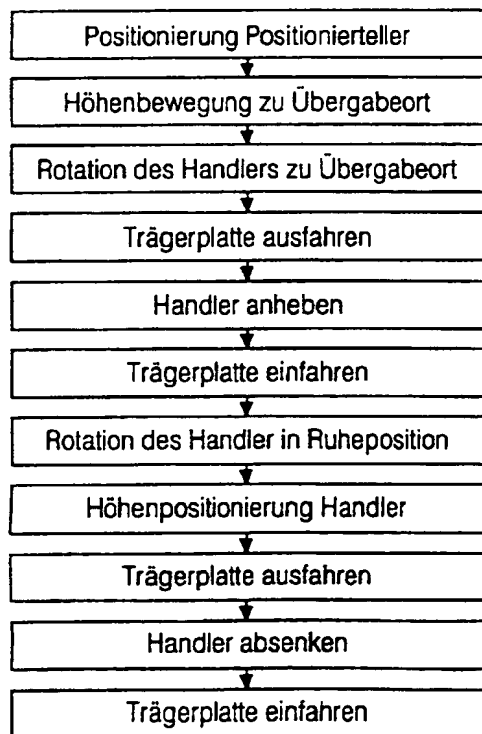 Positionierung Positionierteller
Höhenbewegung zu Übergabeort
Rotation des Handlers zu Übergabeort
Trägerplatte ausfahren
Handler anheben
Trägerplatte einfahren
Rotation des Handler in Ruheposition
Höhenpositionierung Handler
Trägerplatte ausfahren
Handler absenken
Trägerplatte einfahren